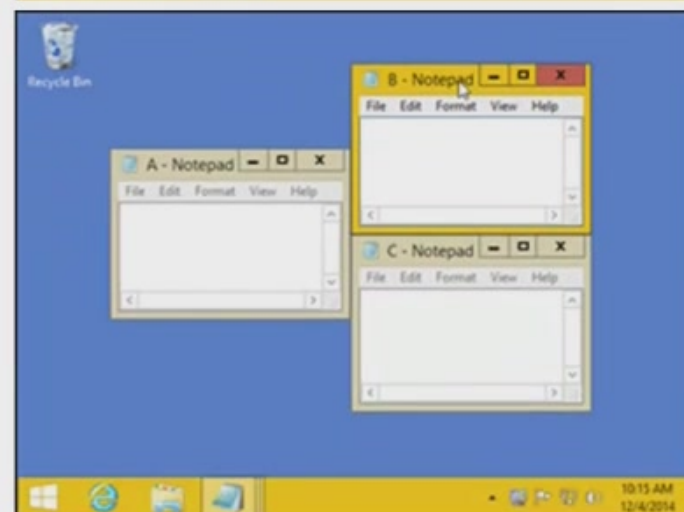 Recycle Bin
B - Notepad
File Edit Format View Help
A - Notepad
File Edit Format View Help
C - Notepad
File Edit Format View Help
10:15 AM
12/4/2014